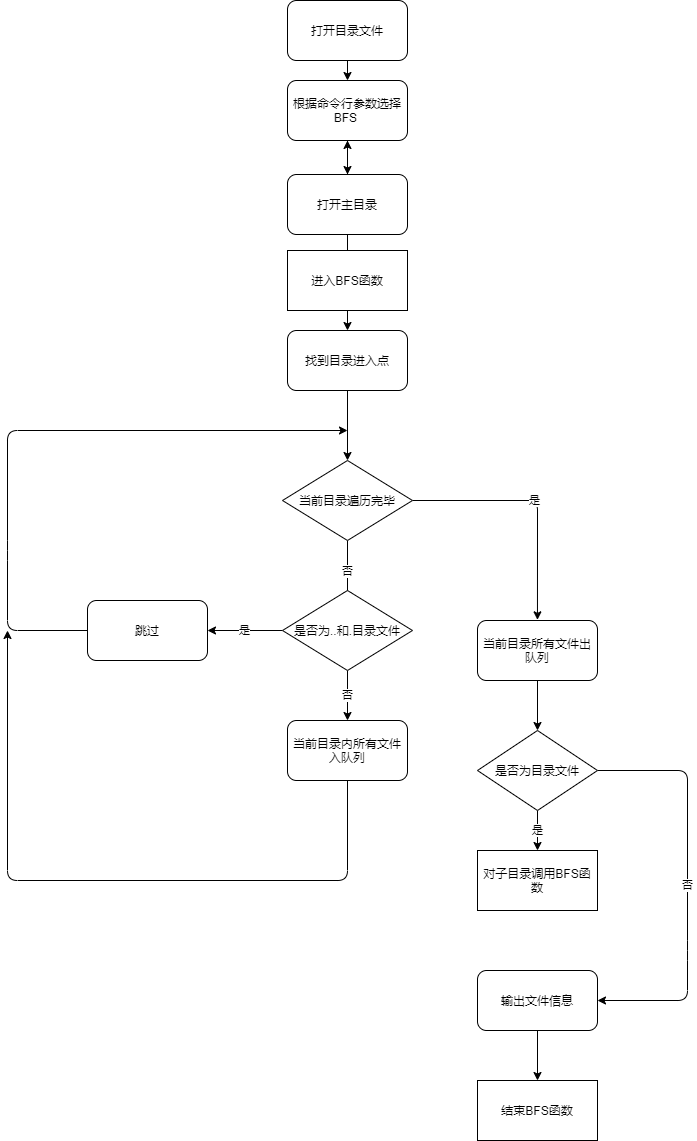 打开目录文件
根据命令行参数选择
BFS
打开主目录
进入BFS函数
找到目录进入点
当前目录遍历完毕
是
否
跳过
是
是否为..和.目录文件
当前目录所有文件出
队列
否
当前目录内所有文件
入队列
是否为目录文件
是
对子目录调用BFS函
数
否
输出文件信息
结束BFS函数